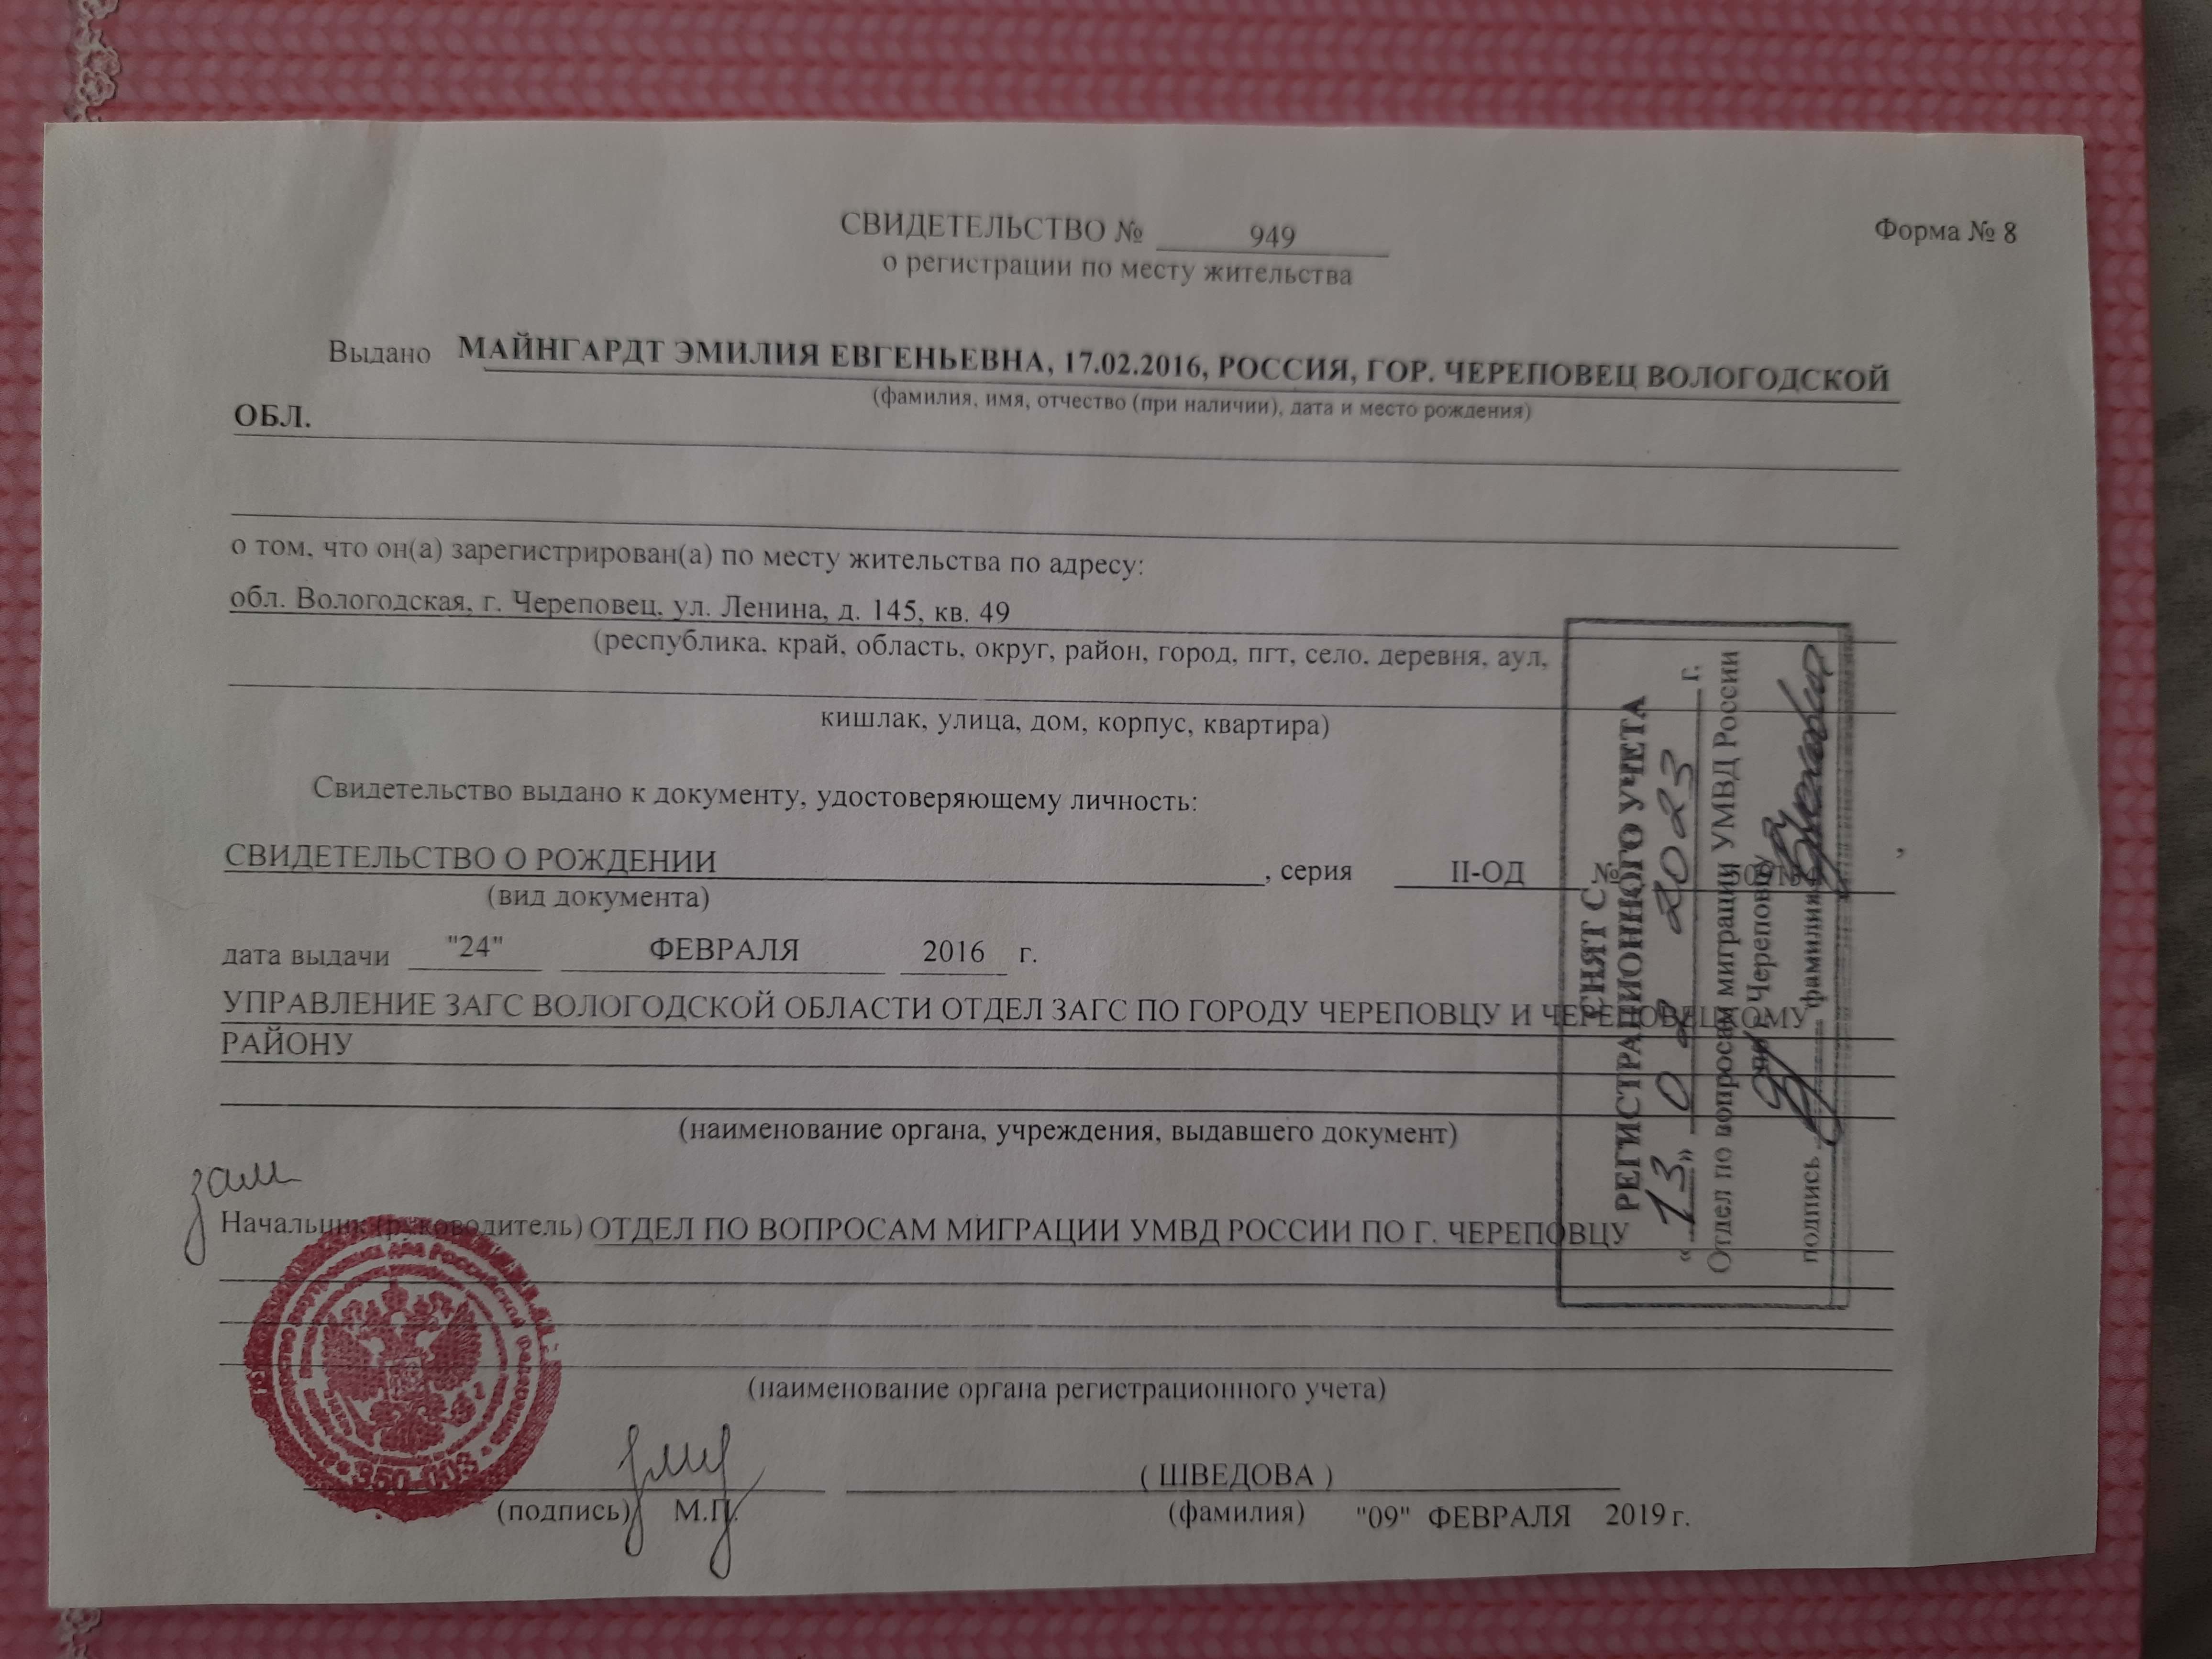 СВИДЕТЕЛЬСТВО № 949
Форма № 8
о регистрации по месту жительства
Выдано МАЙНГАРДТ ЭМИЛИЯ ЕВГЕНЬЕВНА, 17.02.2016, РОССИЯ, ГОР. ЧЕРЕПОВЕЦ ВОЛОГОДСКОЙ
(фамилия, имя, отчество (при наличии), дата и место рождения)
ОБЛ.
о том, что он(а) зарегистрирован(а) по месту жительства по адресу:
обл. Вологодская, г. Череповец, ул. Ленина, д. 145, кв. 49
(республика, край, область, округ, район, город, пгт, село, деревня, аул,
кишлак, улица, дом, корпус, квартира)
Свидетельство выдано к документу, удостоверяющему личность:
СВИДЕТЕЛЬСТВО О РОЖДЕНИИ, серия II-ОД №
(вид документа)
дата выдачи "24" ФЕВРАЛЯ 2016 г.
УПРАВЛЕНИЕ ЗАГС ВОЛОГОДСКОЙ ОБЛАСТИ ОТДЕЛ ЗАГС ПО ГОРОДУ ЧЕРЕПОВЦУ И ЧЕРЕПОВЕЦКОМУ
РАЙОНУ
(наименование органа, учреждения, выдавшего документ)
зам
Начальник (руководитель) ОТДЕЛ ПО ВОПРОСАМ МИГРАЦИИ УМВД РОССИИ ПО Г. ЧЕРЕПОВЦУ
(наименование органа регистрационного учета)
( ШВЕДОВА )
(подпись) М.П. (фамилия) "09" ФЕВРАЛЯ 2019 г.
350-003
СНЯТ С
РЕГИСТРАЦИОННОГО УЧЕТА
«13» 2023 г.
Отдел по вопросам миграции УМВД России
по г. Череповцу
подпись фамилия